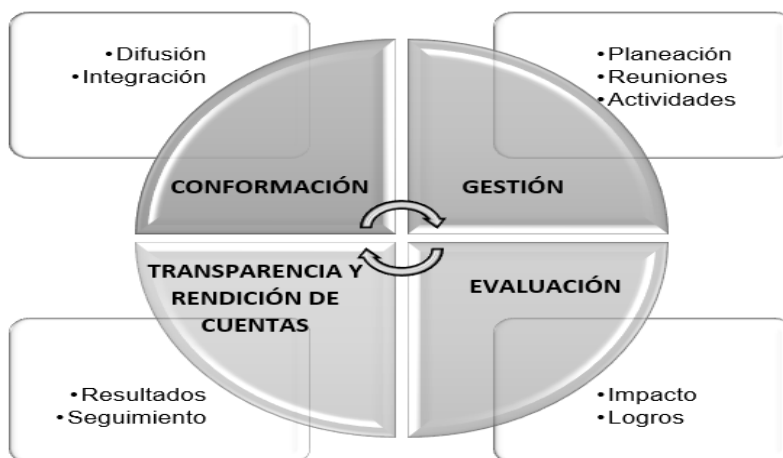 •Difusión
•Integración
•Planeación
•Reuniones
•Actividades
CONFORMACIÓN
GESTIÓN
TRANSPARENCIA Y
RENDICIÓN DE
CUENTAS
EVALUACIÓN
•Resultados
•Seguimiento
•Impacto
•Logros